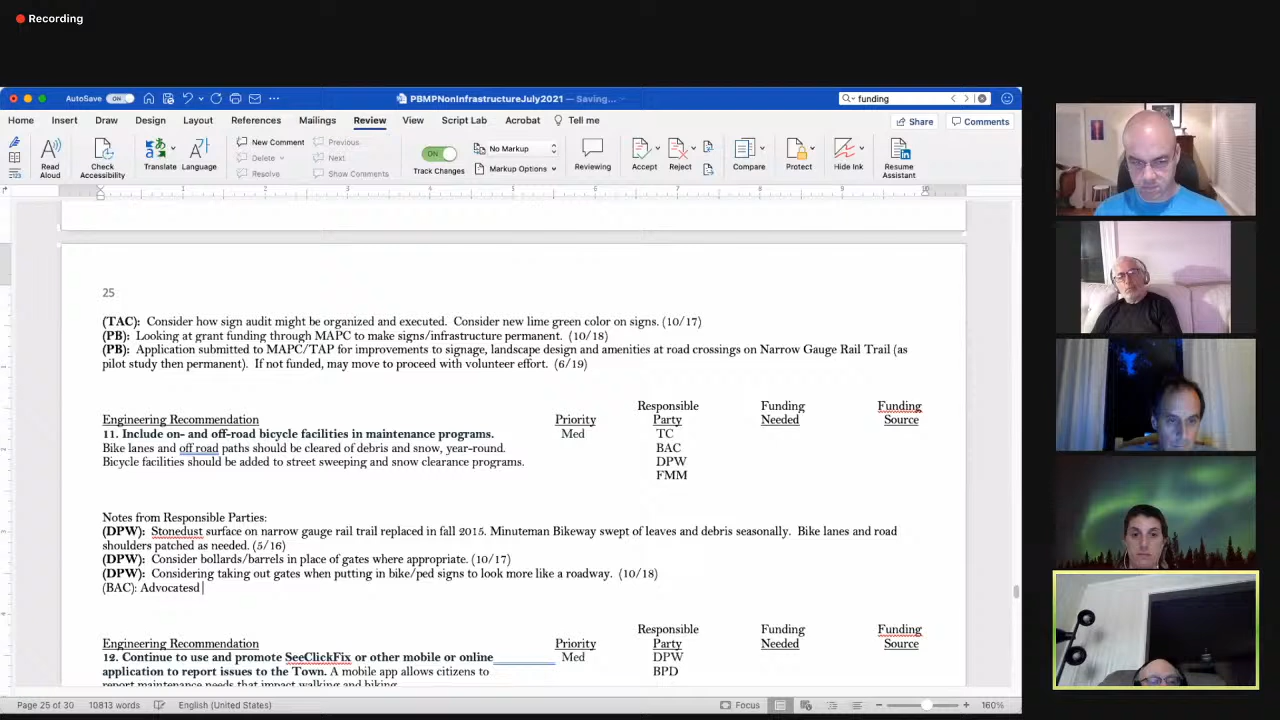 Recording
AutoSave ON PBMPNonInfrastructureJuly2021 — Saving... funding
Home Insert Draw Design Layout References Mailings Review View Script Lab Acrobat Tell me Share Comments
Read Aloud Check Accessibility Translate Language New Comment Delete Resolve Previous Next Show Comments ON Track Changes No Markup Markup Options Reviewing Accept Reject Compare Protect Hide Ink Resume Assistant
25
(TAC): Consider how sign audit might be organized and executed. Consider new lime green color on signs. (10/17)
(PB): Looking at grant funding through MAPC to make signs/infrastructure permanent. (10/18)
(PB): Application submitted to MAPC/TAP for improvements to signage, landscape design and amenities at road crossings on Narrow Gauge Rail Trail (as
pilot study then permanent). If not funded, may move to proceed with volunteer effort. (6/19)
Responsible Funding Funding
Engineering Recommendation Priority Party Needed Source
11. Include on- and off-road bicycle facilities in maintenance programs. Med TC
Bike lanes and off road paths should be cleared of debris and snow, year-round. BAC
Bicycle facilities should be added to street sweeping and snow clearance programs. DPW
FMM
Notes from Responsible Parties:
(DPW): Stonedust surface on narrow gauge rail trail replaced in fall 2015. Minuteman Bikeway swept of leaves and debris seasonally. Bike lanes and road
shoulders patched as needed. (5/16)
(DPW): Consider bollards/barrels in place of gates where appropriate. (10/17)
(DPW): Considering taking out gates when putting in bike/ped signs to look more like a roadway. (10/18)
(BAC): Advocatesd
Responsible Funding Funding
Engineering Recommendation Priority Party Needed Source
12. Continue to use and promote SeeClickFix or other mobile or online Med DPW
application to report issues to the Town. A mobile app allows citizens to BPD
report maintenance needs that impact walking and biking.
Page 25 of 30 10813 words English (United States) Focus 160%